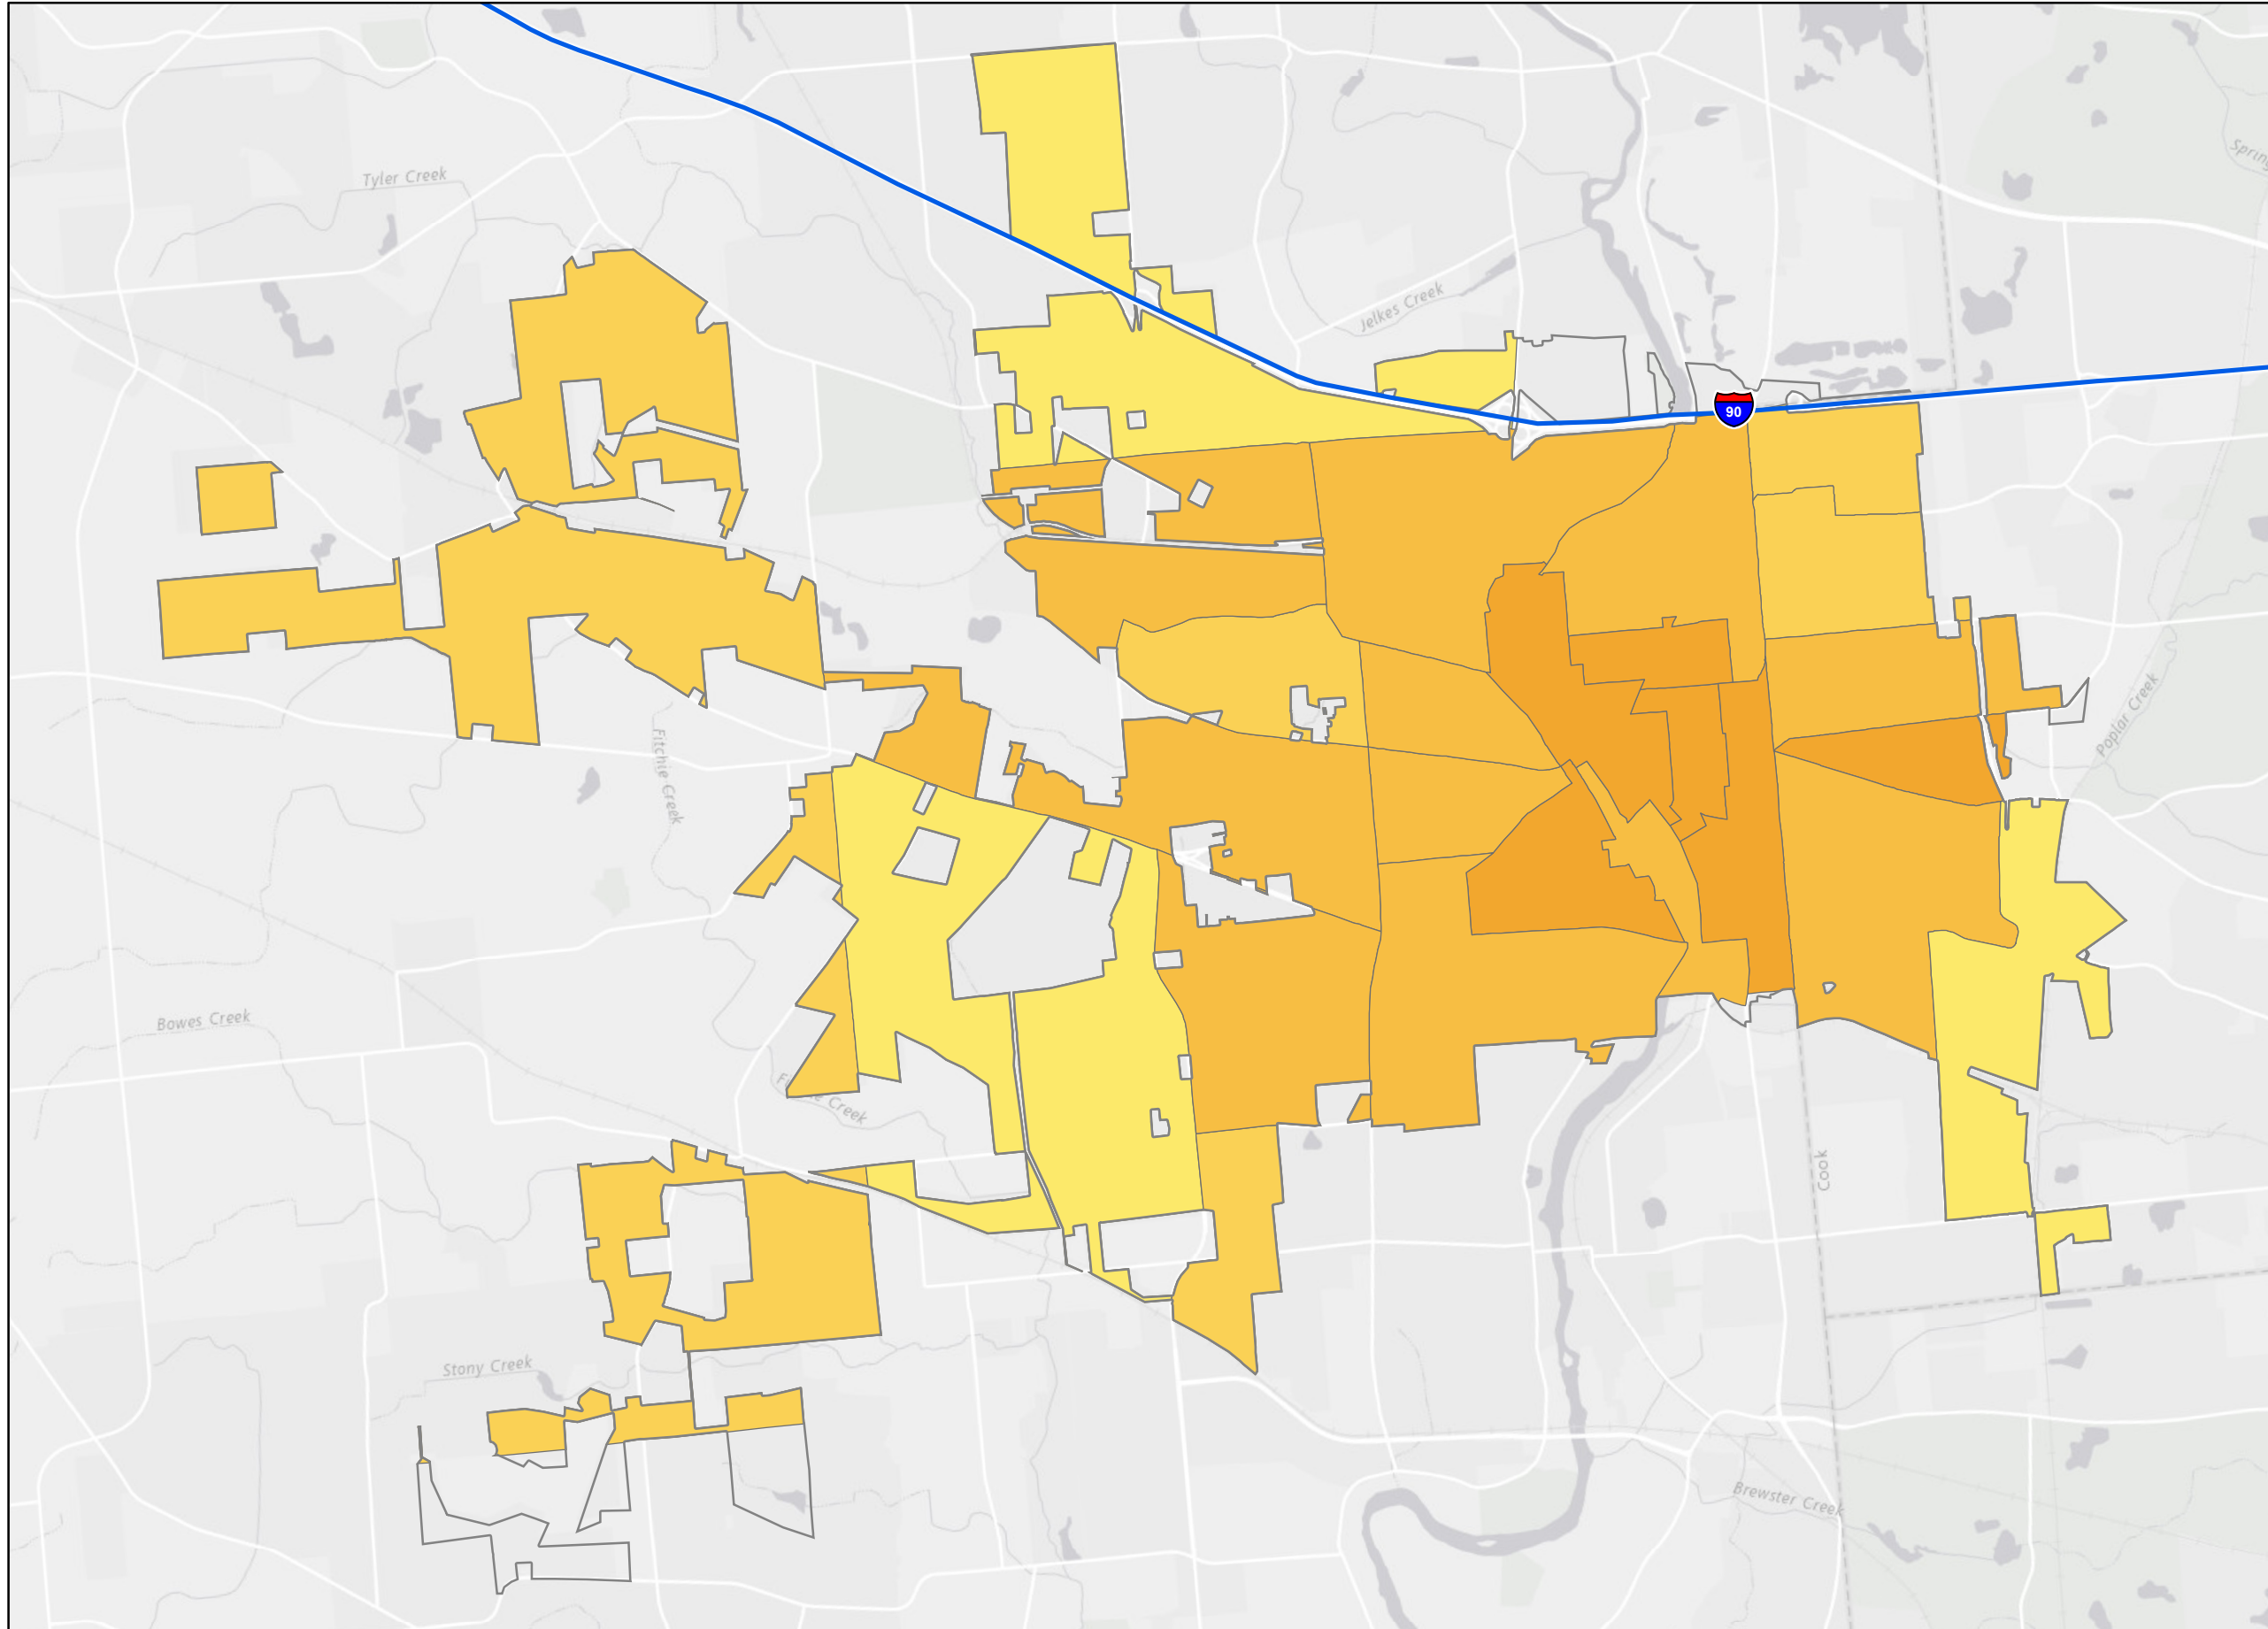 Tyler Creek
Spring
Jelkes Creek
90
Poplar Creek
Fitchie Creek
Bowes Creek
Creek
Cook
Stony Creek
Brewster Creek